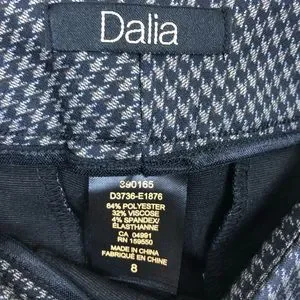 Dalia
390165
D3736-E1876
64% POLYESTER
32% VISCOSE
4% SPANDEX/
ELASTHANNE
CA 04991
RN 159550
MADE IN CHINA
FABRIQUÉ EN CHINE
8